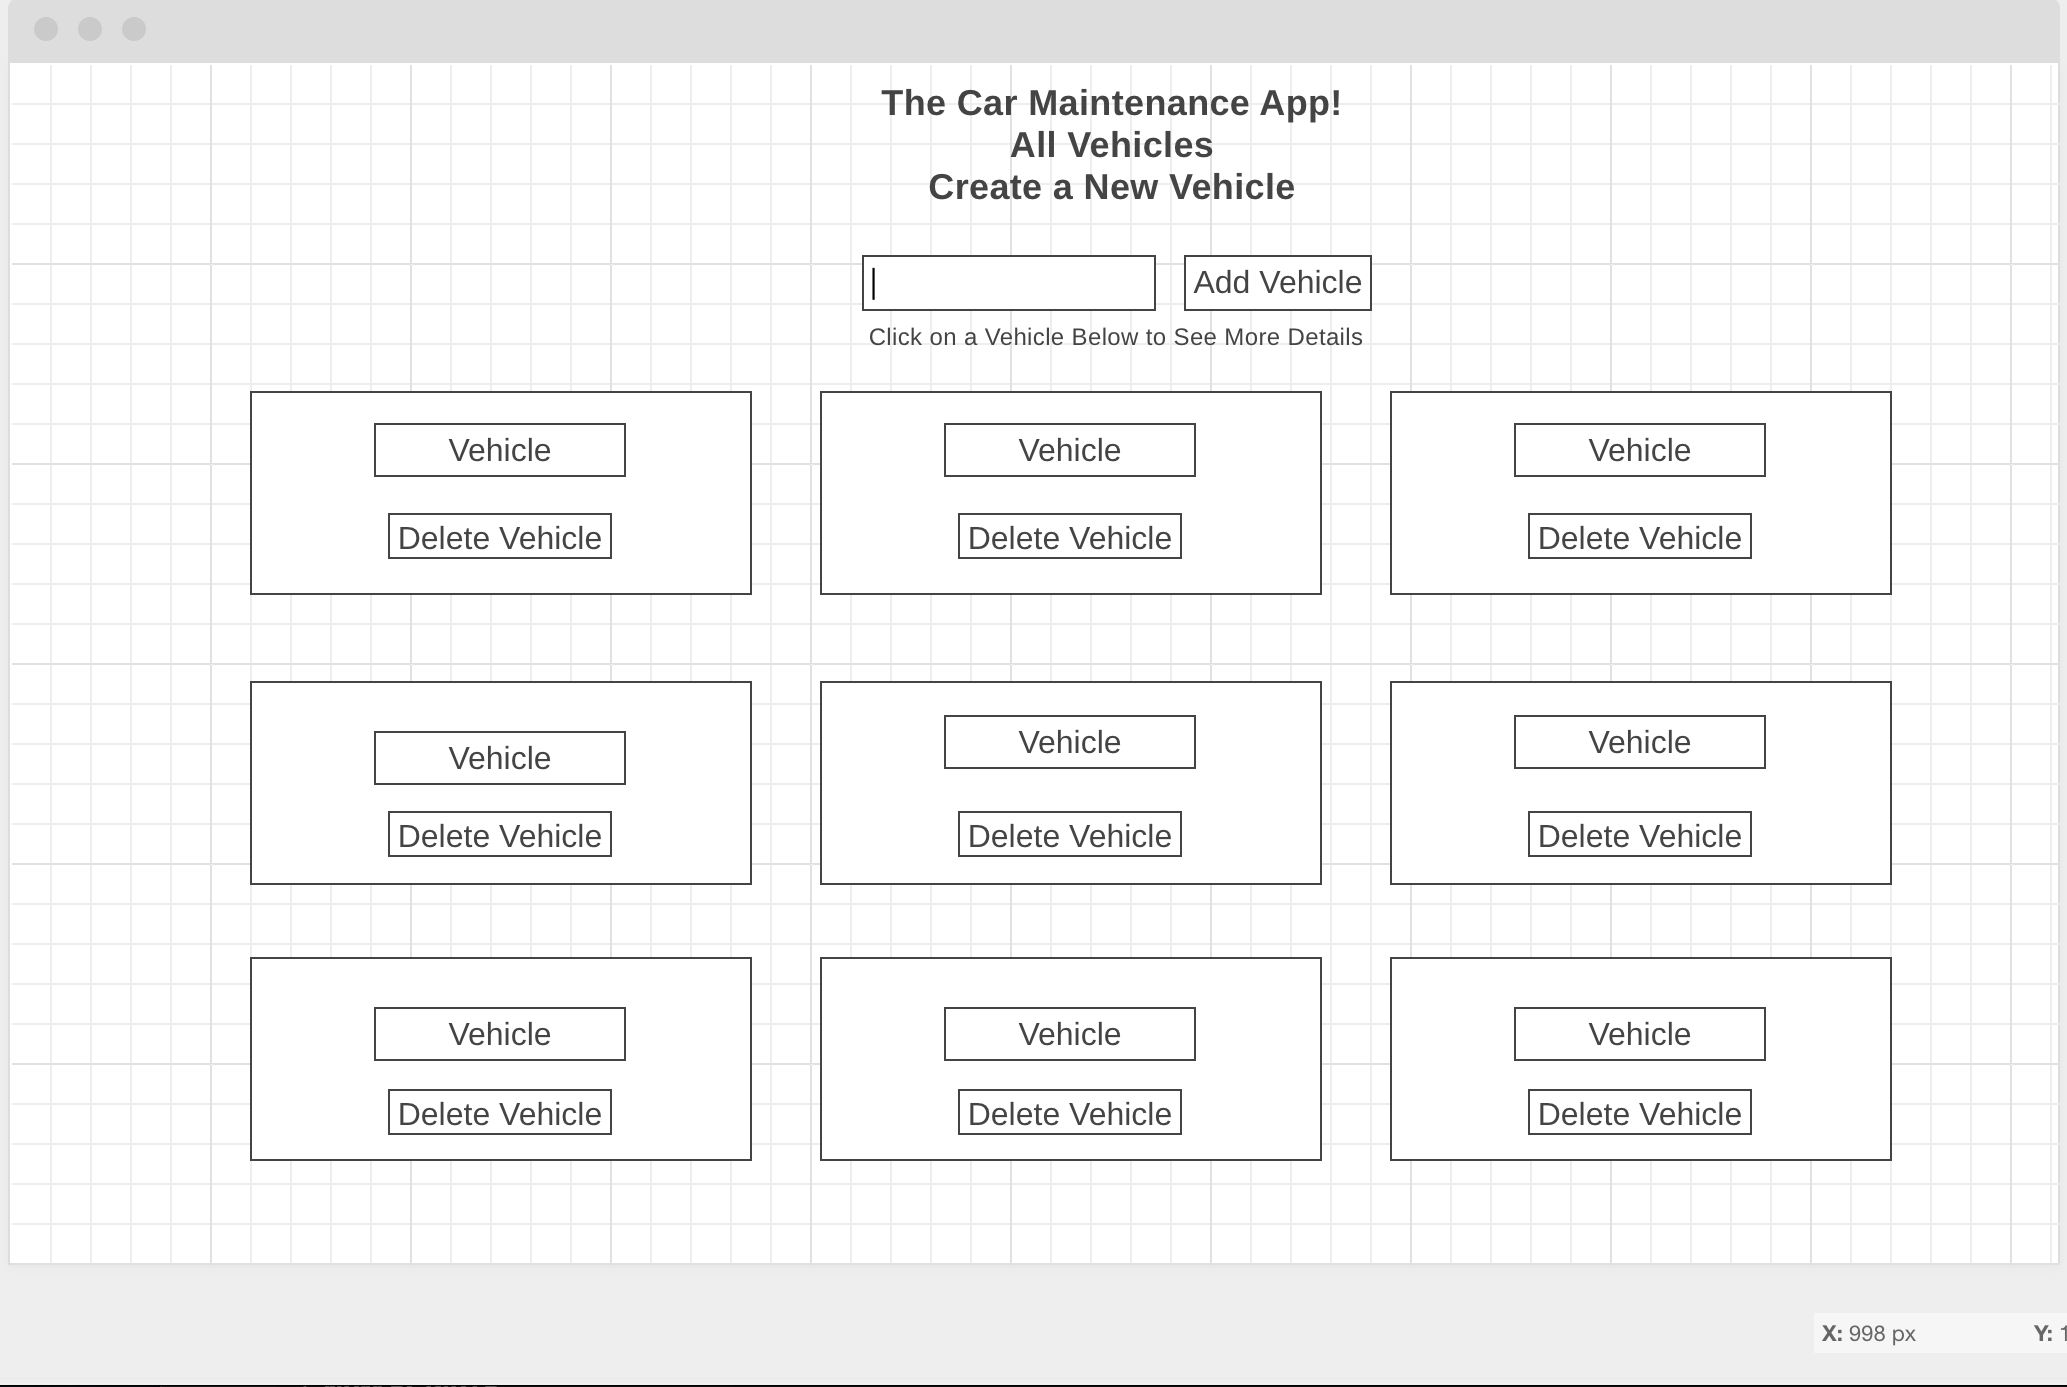 The Car Maintenance App!
All Vehicles
Create a New Vehicle
Add Vehicle
Click on a Vehicle Below to See More Details
Vehicle Vehicle Vehicle
Delete Vehicle Delete Vehicle Delete Vehicle
Vehicle Vehicle Vehicle
Delete Vehicle Delete Vehicle Delete Vehicle
Vehicle Vehicle Vehicle
Delete Vehicle Delete Vehicle Delete Vehicle
X: 998 px Y: